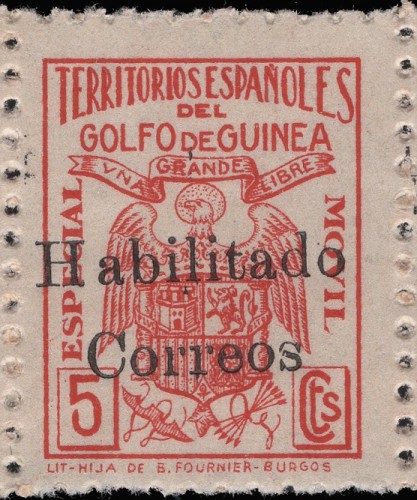 TERRITORIOS ESPAÑOLES
DEL
GOLFO DE GUINEA
VNA GRANDE LIBRE
ESPECIAL
MOVIL
Habilitado
Correos
5 Cts
LIT-HIJA DE B. FOURNIER-BURGOS